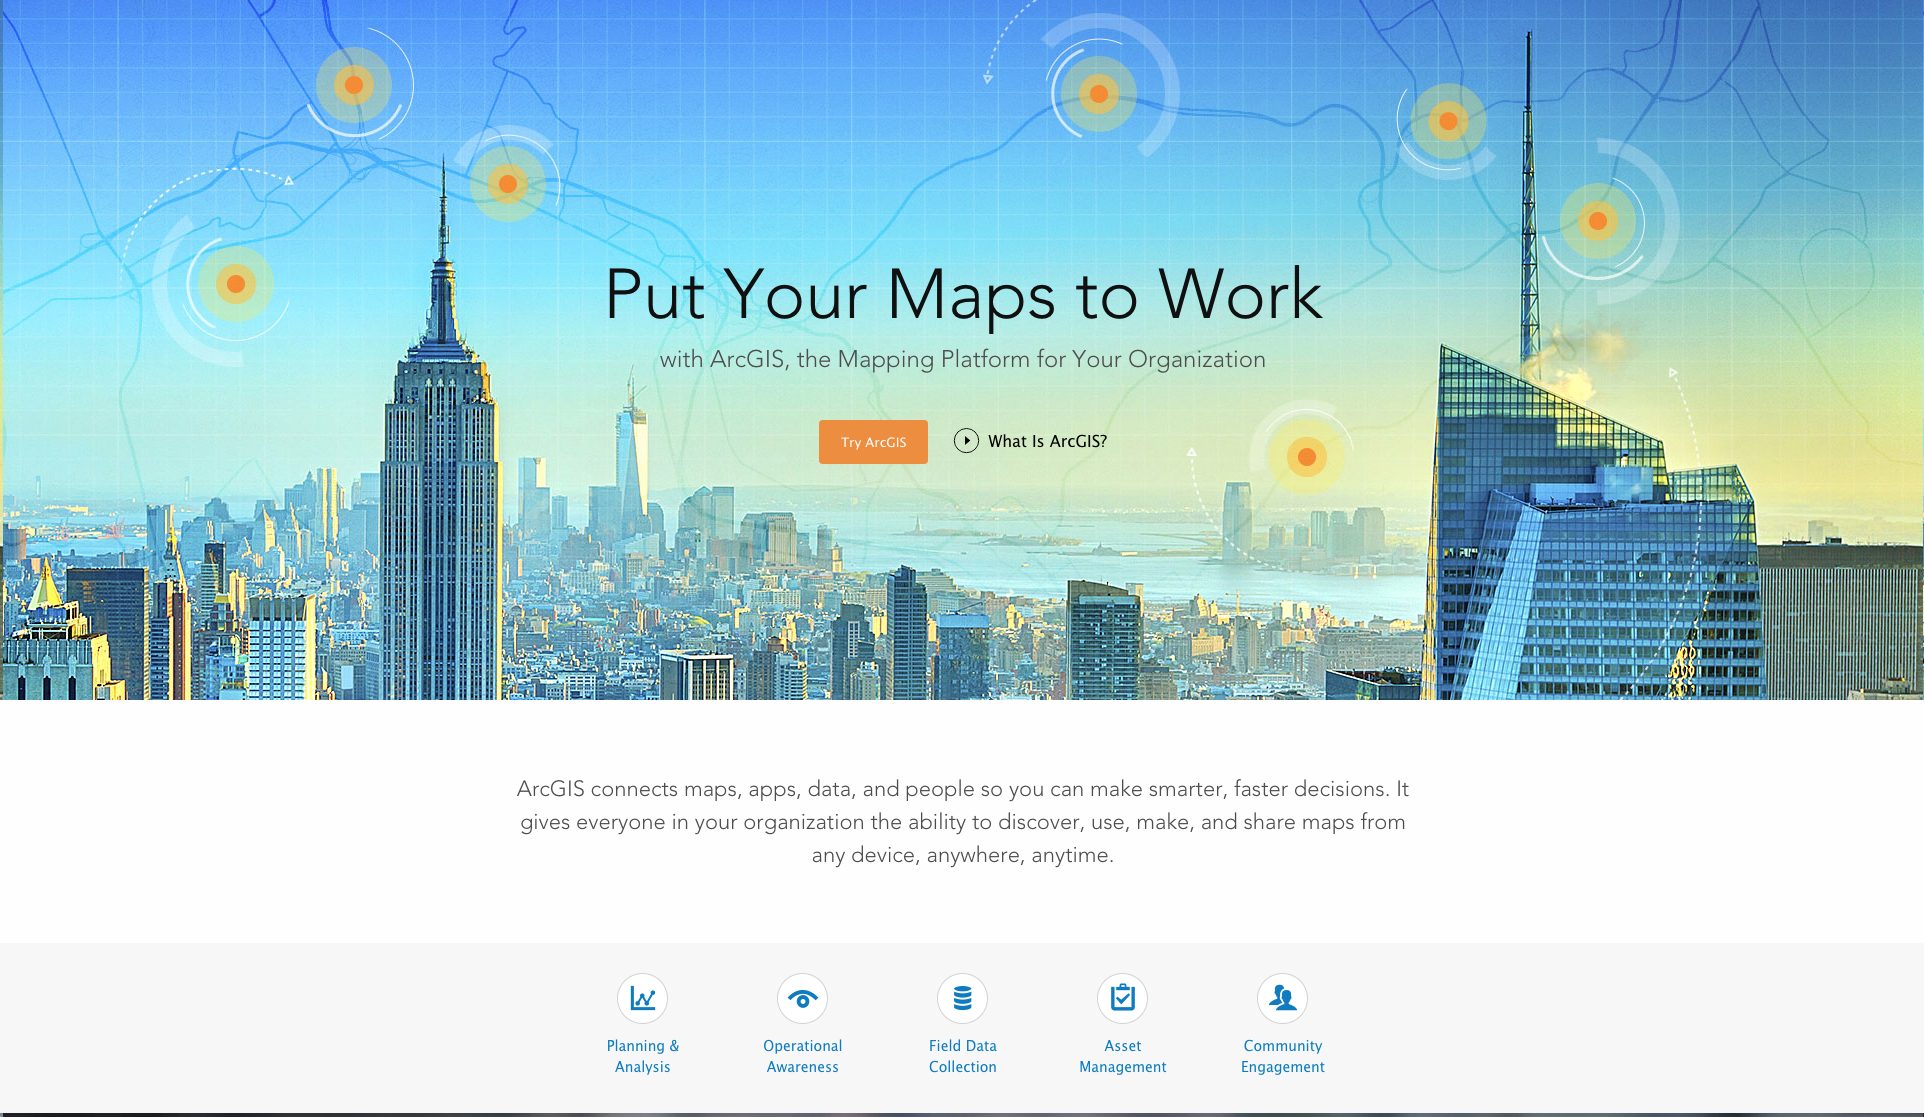 Put Your Maps to Work
with ArcGIS, the Mapping Platform for Your Organization
Try ArcGIS
What Is ArcGIS?
ArcGIS connects maps, apps, data, and people so you can make smarter, faster decisions. It
gives everyone in your organization the ability to discover, use, make, and share maps from
any device, anywhere, anytime.
Planning &
Analysis
Operational
Awareness
Field Data
Collection
Asset
Management
Community
Engagement